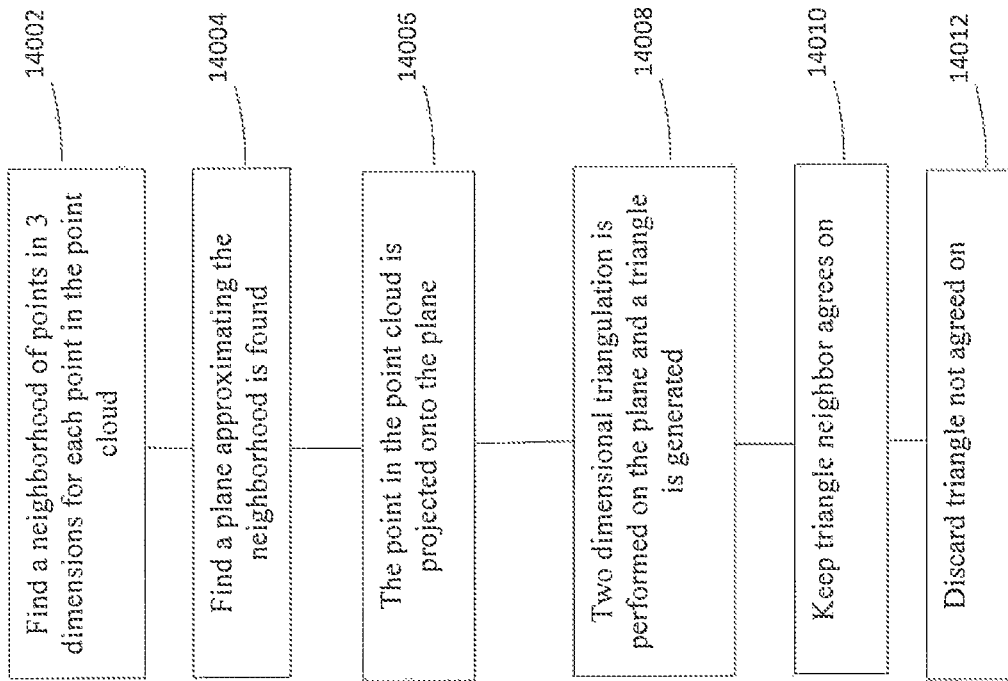 Find a neighborhood of points in 3
dimensions for each point in the point
cloud
14002
Find a plane approximating the
neighborhood is found
14004
The point in the point cloud is
projected onto the plane
14006
Two dimensional triangulation is
performed on the plane and a triangle
is generated
14008
Keep triangle neighbor agrees on
14010
Discard triangle not agreed on
14012